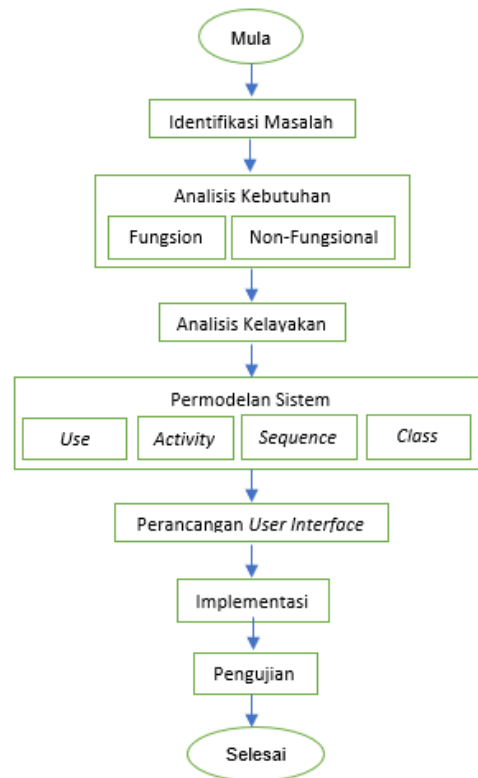 Mula
Identifikasi Masalah
Analisis Kebutuhan
Fungsion
Non-Fungsional
Analisis Kelayakan
Permodelan Sistem
Use
Activity
Sequence
Class
Perancangan User Interface
Implementasi
Pengujian
Selesai